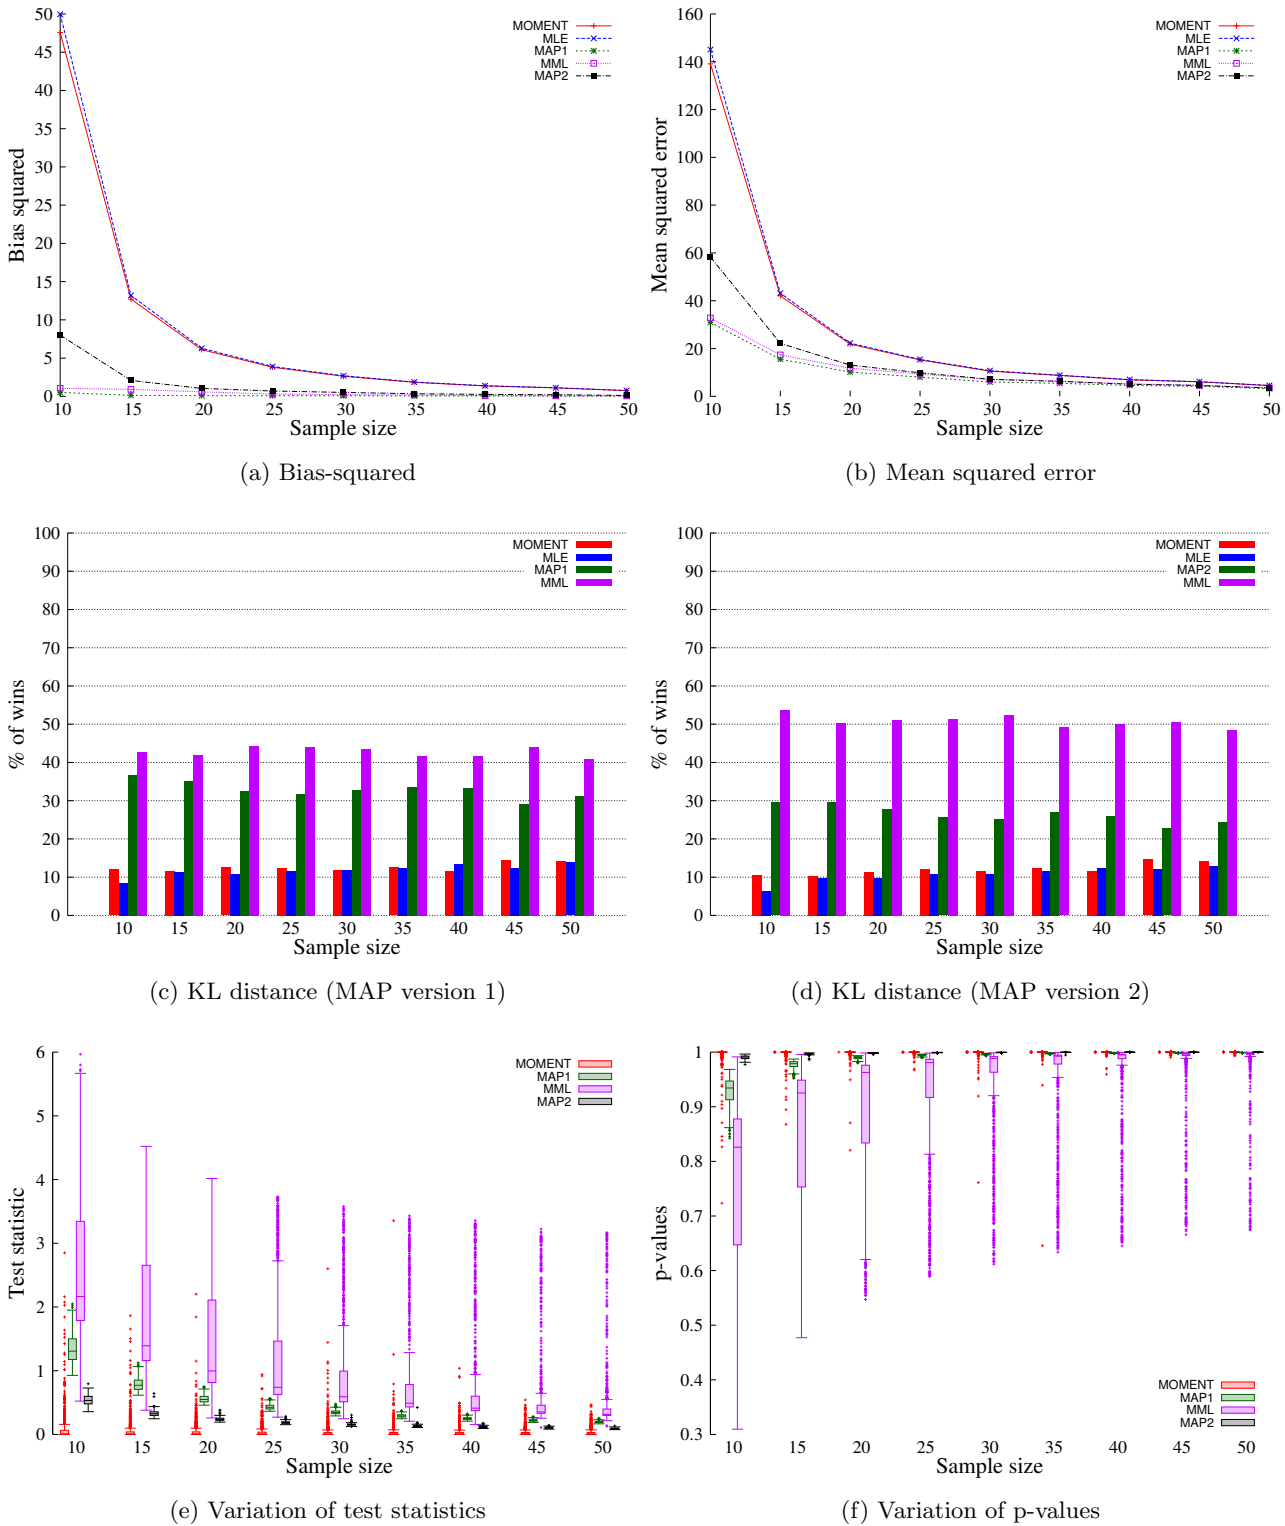 50
45
40
35
30
25
20
15
10
5
0
10 15 20 25 30 35 40 45 50
Bias squared
Sample size
MOMENT
MLE
MAP1
MML
MAP2
(a) Bias-squared
160
140
120
100
80
60
40
20
0
10 15 20 25 30 35 40 45 50
Mean squared error
Sample size
MOMENT
MLE
MAP1
MML
MAP2
(b) Mean squared error
100
90
80
70
60
50
40
30
20
10
0
10 15 20 25 30 35 40 45 50
% of wins
Sample size
MOMENT
MLE
MAP1
MML
(c) KL distance (MAP version 1)
100
90
80
70
60
50
40
30
20
10
0
10 15 20 25 30 35 40 45 50
% of wins
Sample size
MOMENT
MLE
MAP2
MML
(d) KL distance (MAP version 2)
6
5
4
3
2
1
0
10 15 20 25 30 35 40 45 50
Test statistic
Sample size
MOMENT
MAP1
MML
MAP2
(e) Variation of test statistics
1
0.9
0.8
0.7
0.6
0.5
0.4
0.3
10 15 20 25 30 35 40 45 50
p-values
Sample size
MOMENT
MAP1
MML
MAP2
(f) Variation of p-values